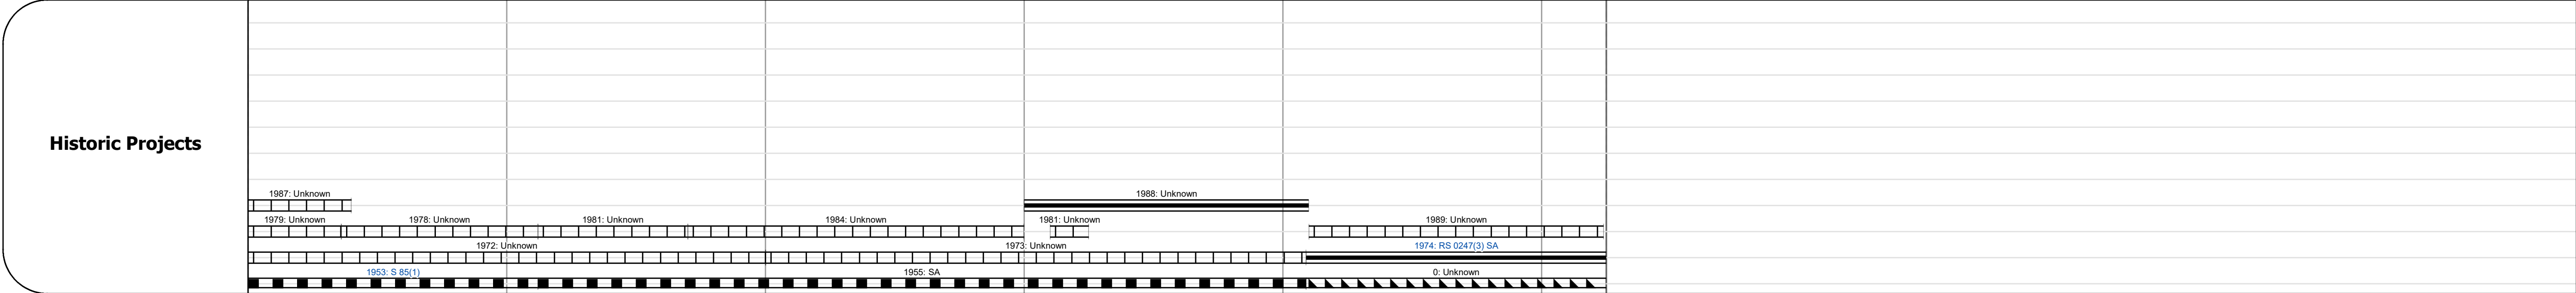 Historic Projects
1987: Unknown
1988: Unknown
1979: Unknown
1978: Unknown
1981: Unknown
1984: Unknown
1981: Unknown
1989: Unknown
1972: Unknown
1973: Unknown
1974: RS 0247(3) SA
1953: S 85(1)
1955: SA
0: Unknown